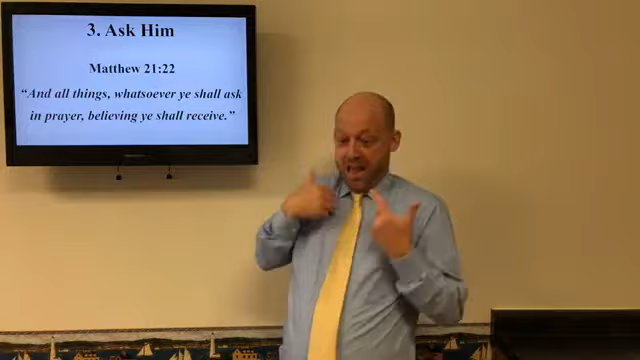 3. Ask Him
Matthew 21:22
“And all things, whatsoever ye shall ask
in prayer, believing ye shall receive.”